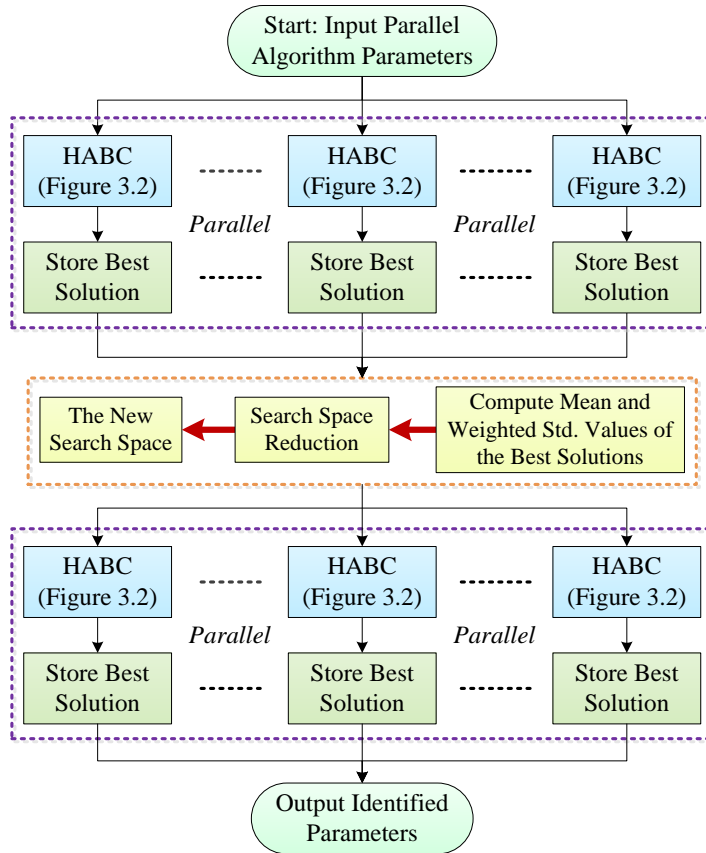 Start: Input Parallel
Algorithm Parameters
HABC
(Figure 3.2)
HABC
(Figure 3.2)
HABC
(Figure 3.2)
Parallel
Parallel
Store Best
Solution
Store Best
Solution
Store Best
Solution
The New
Search Space
Search Space
Reduction
Compute Mean and
Weighted Std. Values of
the Best Solutions
HABC
(Figure 3.2)
HABC
(Figure 3.2)
HABC
(Figure 3.2)
Parallel
Parallel
Store Best
Solution
Store Best
Solution
Store Best
Solution
Output Identified
Parameters